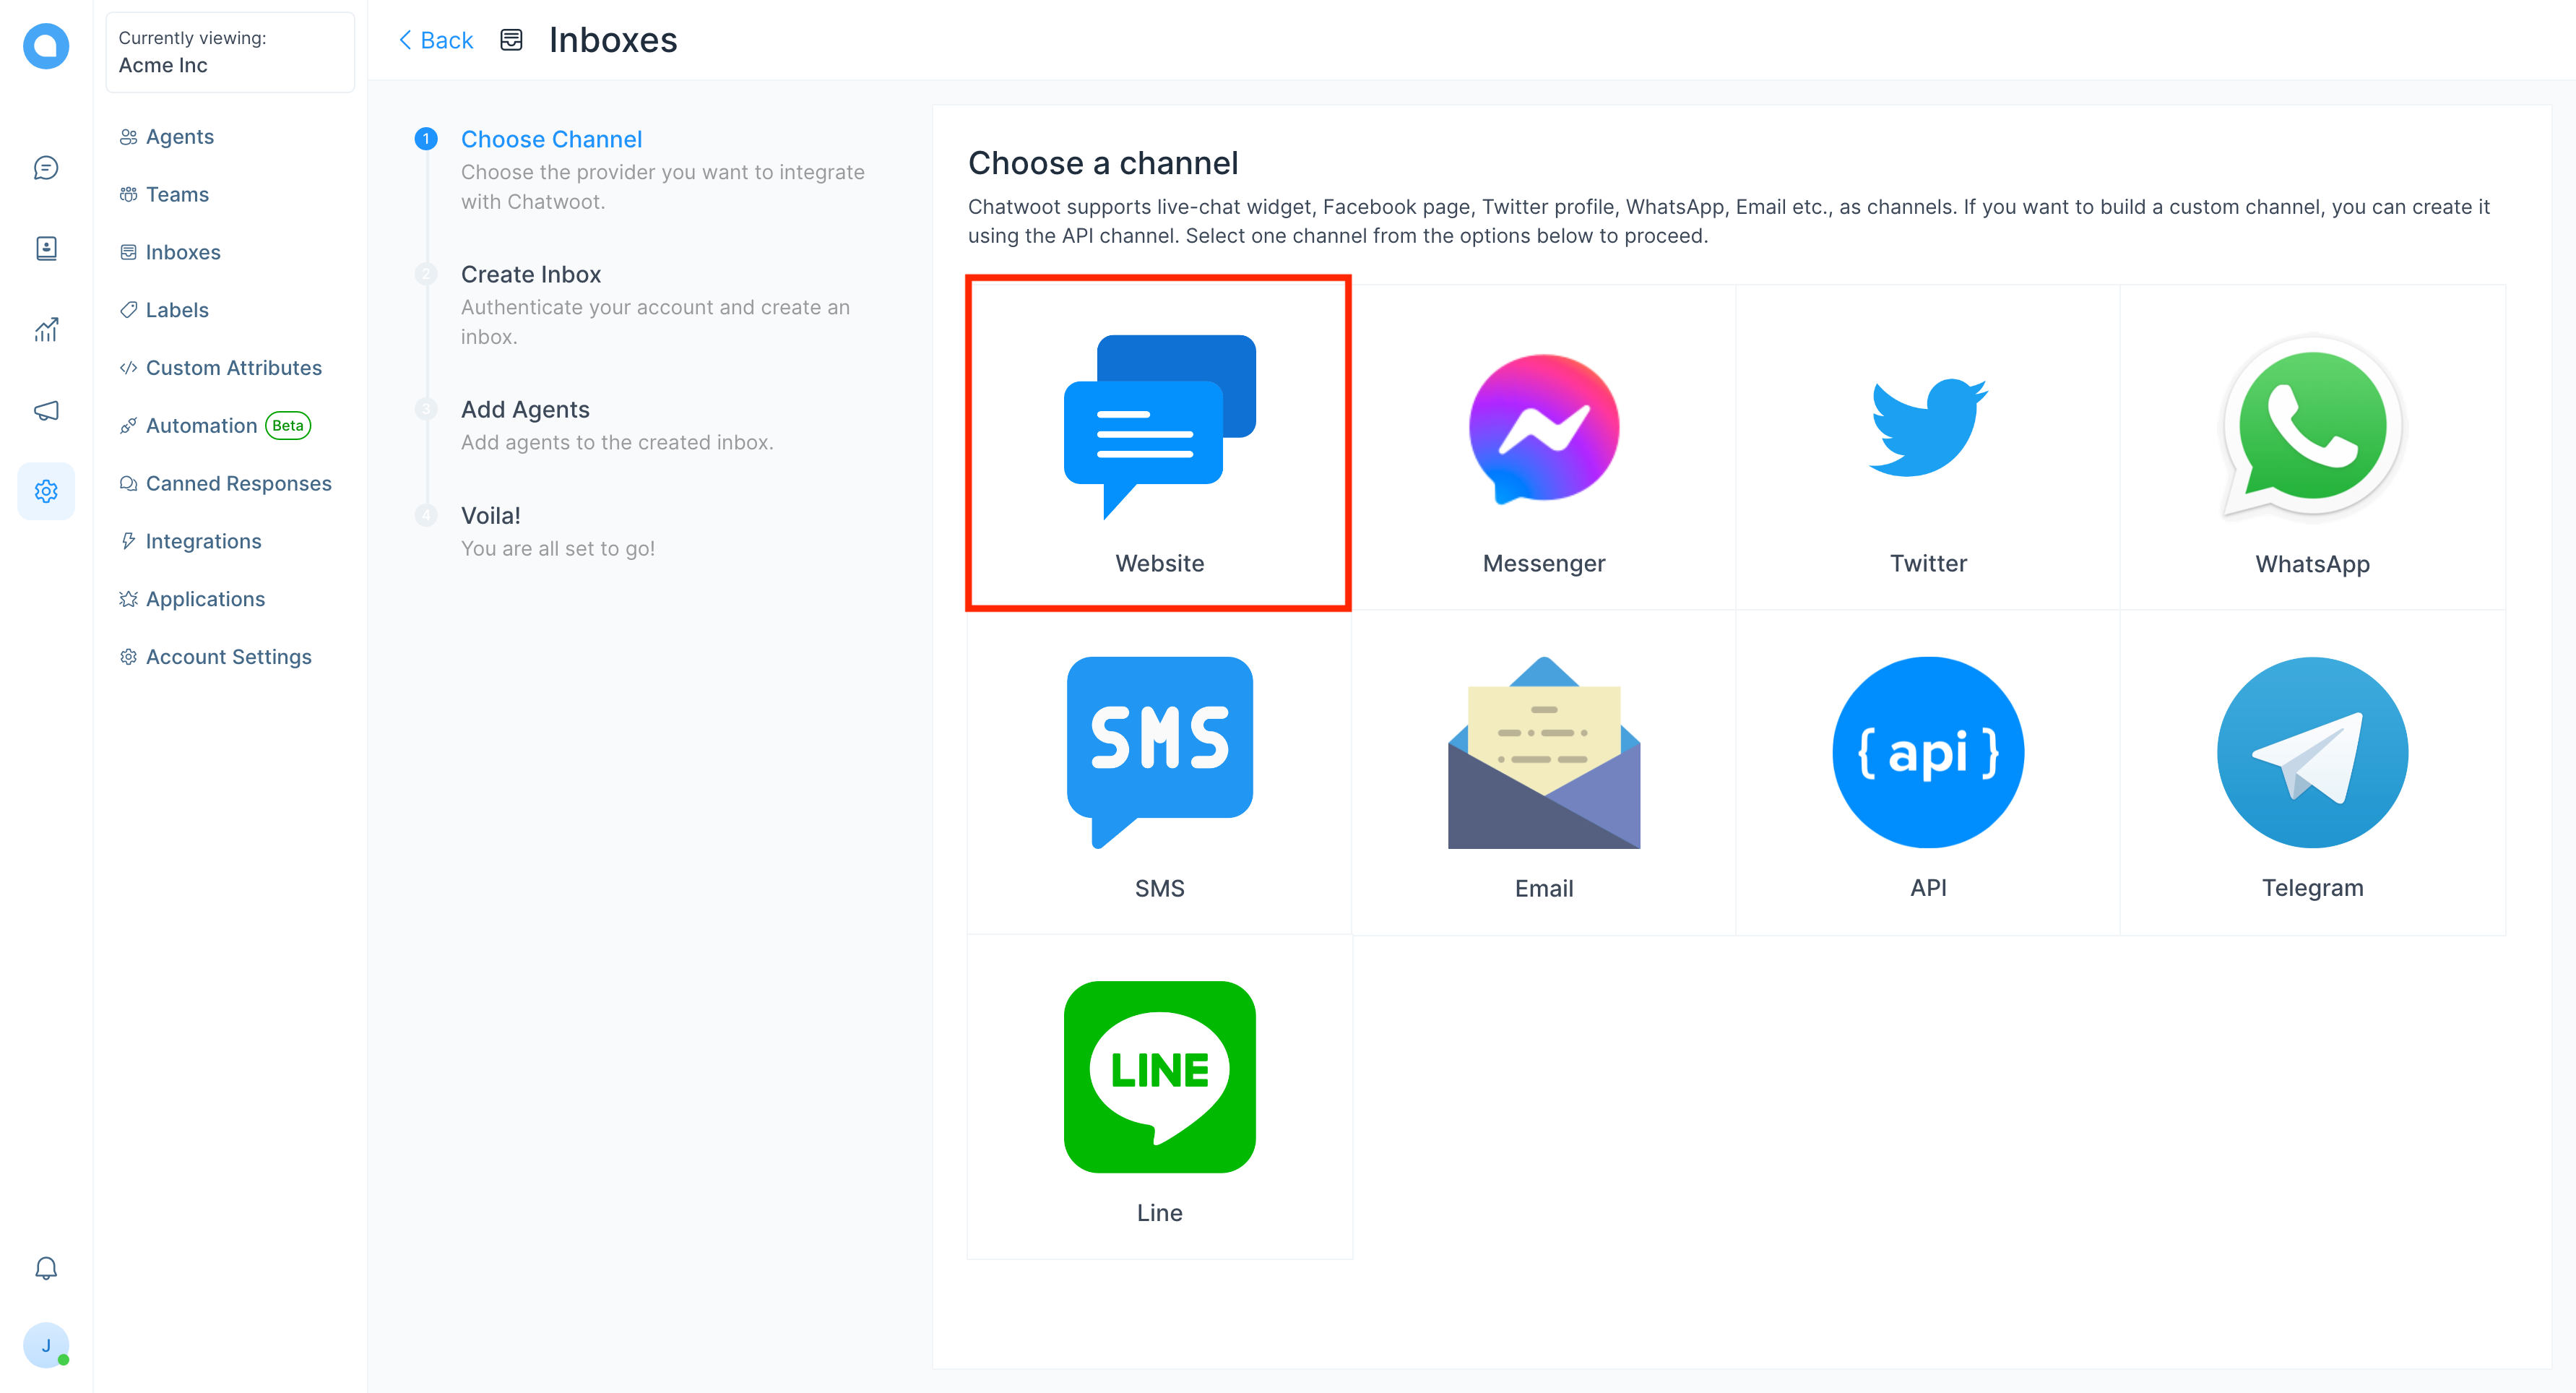 Currently viewing:
Acme Inc
Agents
Teams
Inboxes
Labels
Custom Attributes
Automation Beta
Canned Responses
Integrations
Applications
Account Settings
J
Back
Inboxes
1
Choose Channel
Choose the provider you want to integrate
with Chatwoot.
2
Create Inbox
Authenticate your account and create an
inbox.
3
Add Agents
Add agents to the created inbox.
4
Voila!
You are all set to go!
Choose a channel
Chatwoot supports live-chat widget, Facebook page, Twitter profile, WhatsApp, Email etc., as channels. If you want to build a custom channel, you can create it
using the API channel. Select one channel from the options below to proceed.
Website
Messenger
Twitter
WhatsApp
SMS
{ api }
SMS
Email
API
Telegram
LINE
Line